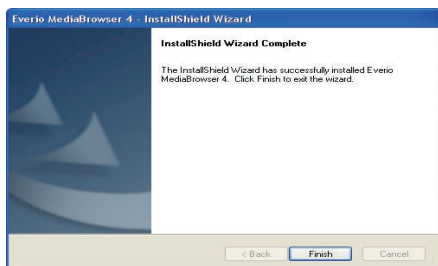 Everio MediaBrowser 4 - InstallShield Wizard
InstallShield Wizard Complete
The InstallShield Wizard has successfully installed Everio
MediaBrowser 4. Click Finish to exit the wizard.
< Back
Finish
Cancel